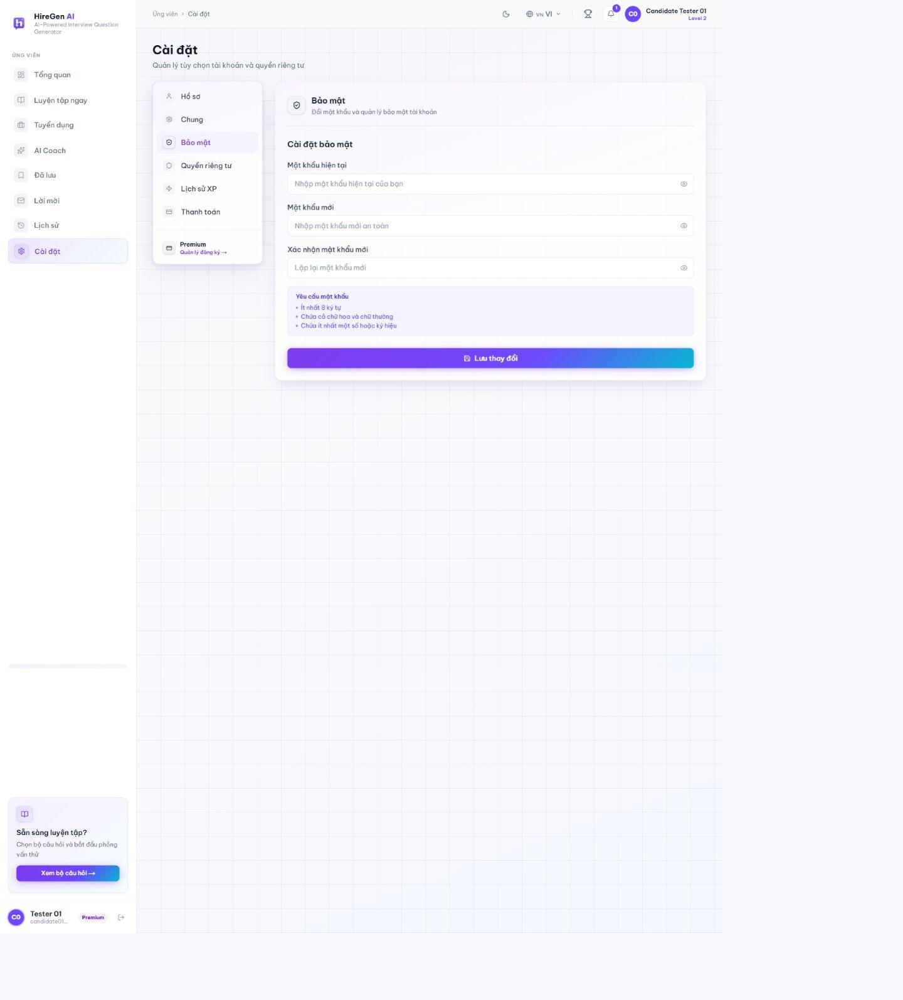 HireGen AI
AI-Powered Interview Question
Generator
ỨNG VIÊN
Tổng quan
Luyện tập ngay
Tuyển dụng
AI Coach
Đã lưu
Lời mời
Lịch sử
Cài đặt
Sẵn sàng luyện tập?
Chọn bộ câu hỏi và bắt đầu phỏng
vấn thử
Xem bộ câu hỏi →
C0
Tester 01
candidate01...
Premium
Ứng viên > Cài đặt
VN VI
1
C0
Candidate Tester 01
Level 2
Cài đặt
Quản lý tùy chọn tài khoản và quyền riêng tư
Hồ sơ
Chung
Bảo mật
Quyền riêng tư
Lịch sử XP
Thanh toán
Premium
Quản lý đăng ký →
Bảo mật
Đổi mật khẩu và quản lý bảo mật tài khoản
Cài đặt bảo mật
Mật khẩu hiện tại
Nhập mật khẩu hiện tại của bạn
Mật khẩu mới
Nhập mật khẩu mới an toàn
Xác nhận mật khẩu mới
Lặp lại mật khẩu mới
Yêu cầu mật khẩu
• Ít nhất 8 ký tự
• Chứa cả chữ hoa và chữ thường
• Chứa ít nhất một số hoặc ký hiệu
Lưu thay đổi